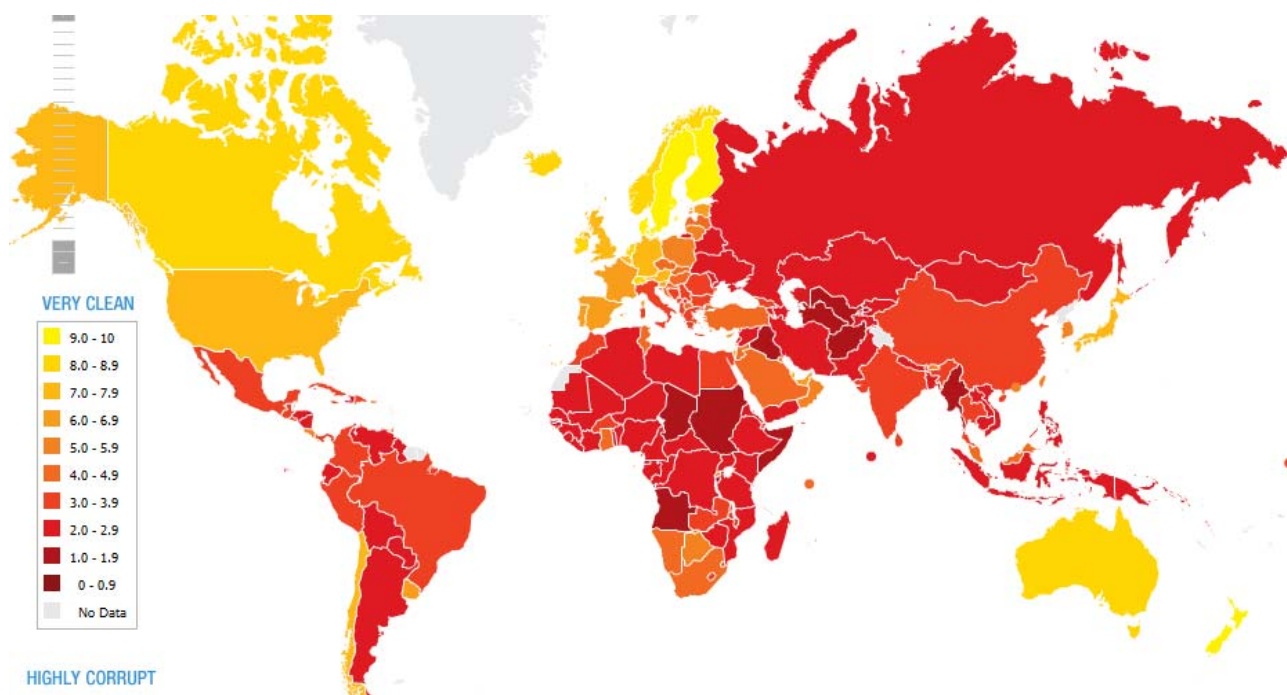 VERY CLEAN
9.0 - 10
8.0 - 8.9
7.0 - 7.9
6.0 - 6.9
5.0 - 5.9
4.0 - 4.9
3.0 - 3.9
2.0 - 2.9
1.0 - 1.9
0 - 0.9
No Data
HIGHLY CORRUPT